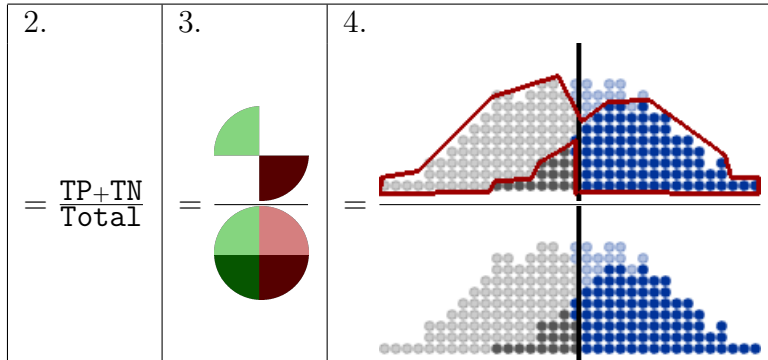 2.
3.
4.
= TP+TN
Total
=
=